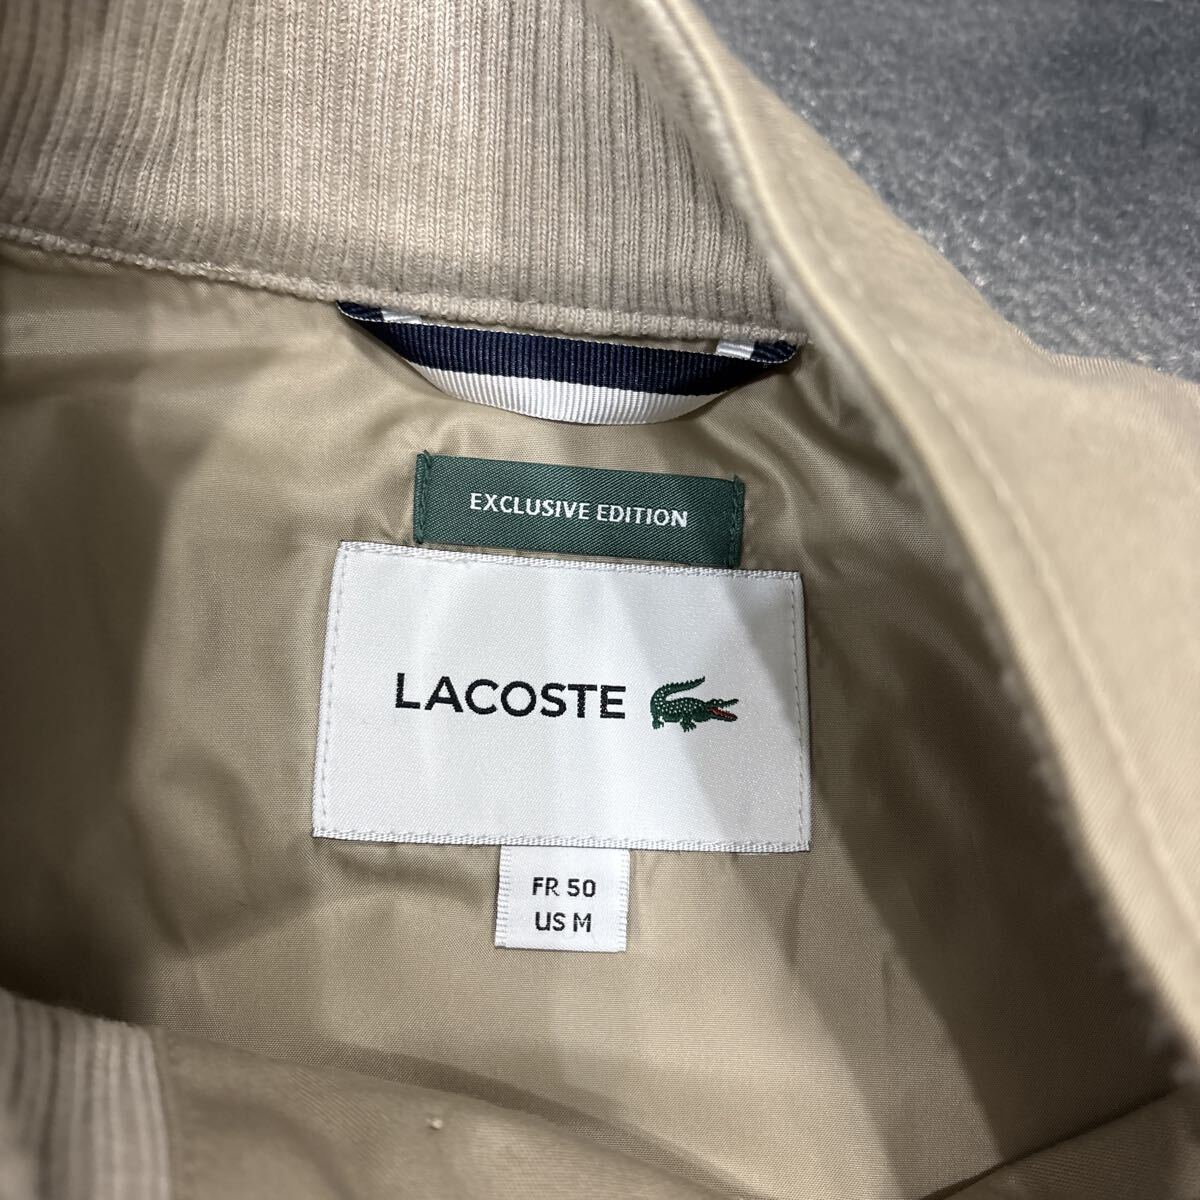 EXCLUSIVE EDITION
LACOSTE
FR 50
US M